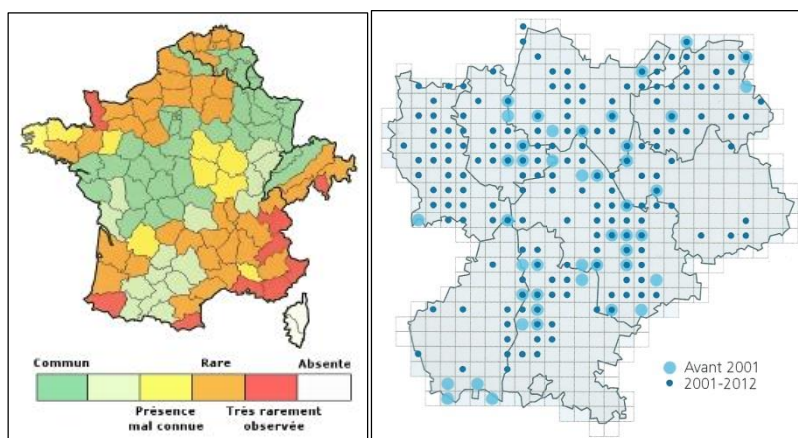 Commun
Rare
Absente
Présence
mal connue
Très rarement
observée
Avant 2001
2001-2012